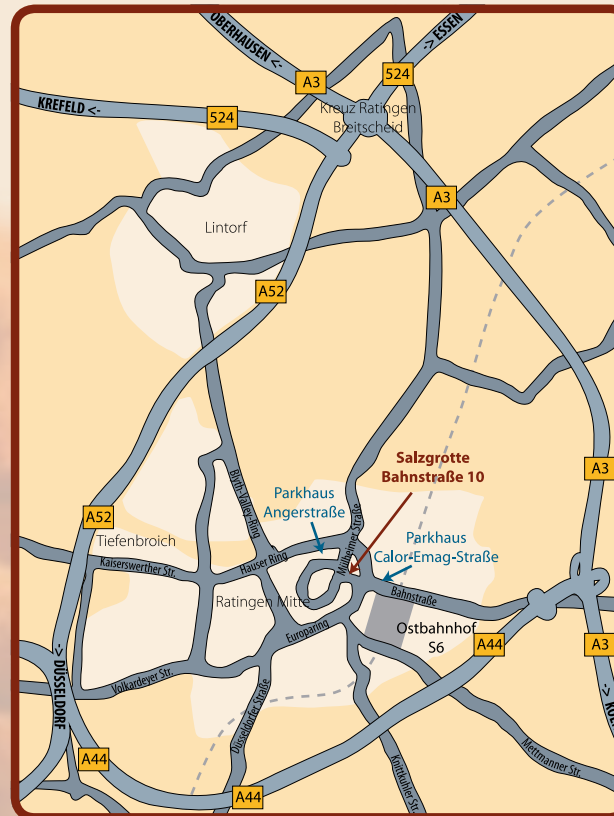 OBERHAUSEN <-
-> ESSEN
A3
524
KREFELD <-
524
Kreuz Ratingen
Breitscheid
A3
Lintorf
A52
Salzgrotte
Bahnstraße 10
A3
Blyth-Valley-Ring
Parkhaus
Angerstraße
Mülheimer Straße
A52
Tiefenbroich
Parkhaus
Calor-Emag-Straße
Kaiserswerther Str.
Hauser Ring
Ratingen Mitte
Bahnstraße
Europaring
Ostbahnhof
S6
A44
A3
-> DÜSSELDORF
Volkardeyer Str.
Düsseldorfer Straße
A44
Knittkuhler Str.
Mettmanner Str.
A44